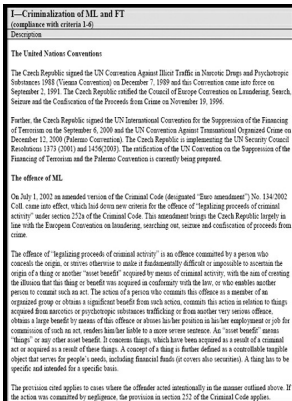 I—Criminalization of ML and FT
(compliance with criteria 1-6)
Description
The United Nations Conventions
The Czech Republic signed the UN Convention Against Illicit Traffic in Narcotic Drugs and Psychotropic
Substances 1988 (Vienna Convention) on December 7, 1989 and this Convention came into force on
September 2, 1991. The Czech Republic ratified the Council of Europe Convention on Laundering, Search,
Seizure and the Confiscation of the Proceeds from Crime on November 19, 1996.
Further, the Czech Republic signed the UN International Convention for the Suppression of the Financing
of Terrorism on the September 6, 2000 and the UN Convention Against Transnational Organized Crime on
December 12, 2000 (Palermo Convention). The Czech Republic is implementing the UN Security Council
Resolutions 1373 (2001) and 1456(2003). The ratification of the UN Convention on the Suppression of the
Financing of Terrorism and the Palermo Convention is currently being prepared.
The offence of ML
On July 1, 2002 an amended version of the Criminal Code (designated “Euro amendment”) No. 134/2002
Coll. came into effect, which laid down new criteria for the offence of “legalizing proceeds of criminal
activity” under section 252a of the Criminal Code. This amendment brings the Czech Republic largely in
line with the European Convention on laundering, searching out, seizure and confiscation of proceeds from
crime.
The offence of “legalizing proceeds of criminal activity” is an offence committed by a person who
conceals the origin, or strives otherwise to make it fundamentally difficult or impossible to ascertain the
origin of a thing or another “asset benefit” acquired by means of criminal activity, with the aim of creating
the illusion that this thing or benefit was acquired in conformity with the law, or who enables another
person to commit such an act. The action of a person who commits this offence as a member of an
organized group or obtains a significant benefit from such action, commits this action in relation to things
acquired from narcotics or psychotropic substances trafficking or from another very serious offence,
obtains a large benefit by means of this offence or abuses his/her position in his/her employment or job for
commission of such an act, renders him/her liable to a more severe sentence. An “asset benefit” means
“things” or any other asset benefit. It concerns things, which have been acquired as a result of a criminal
act or acquired as a result of these things. A concept of a thing is further defined as a controllable tangible
object that serves for people’s needs, including financial funds (it covers also securities). A thing has to be
specific and intended for a specific basis.
The provision cited applies to cases where the offender acted intentionally in the manner outlined above. If
the action was committed by negligence, the provision in section 252 of the Criminal Code applies.